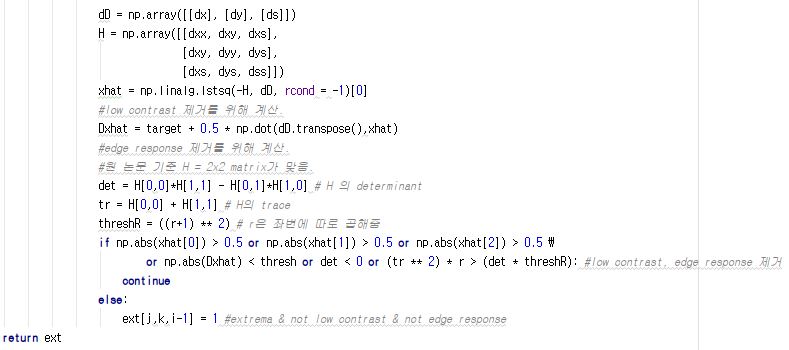 dD = np.array([[dx], [dy], [ds]])
H = np.array([[dxx, dxy, dxs],
[dxy, dyy, dys],
[dxs, dys, dss]])
xhat = np.linalg.lstsq(-H, dD, rcond = -1)[0]
#low contrast 제거를 위해 계산.
Dxhat = target + 0.5 * np.dot(dD.transpose(),xhat)
#edge response 제거를 위해 계산.
#원 논문 기준 H = 2x2 matrix가 맞음.
det = H[0,0]*H[1,1] - H[0,1]*H[1,0] # H 의 determinant
tr = H[0,0] + H[1,1] # H의 trace
threshR = ((r+1) ** 2) # r은 좌변에 따로 곱해줌
if np.abs(xhat[0]) > 0.5 or np.abs(xhat[1]) > 0.5 or np.abs(xhat[2]) > 0.5 ₩
or np.abs(Dxhat) < thresh or det < 0 or (tr ** 2) * r > (det * threshR): #low contrast, edge response 제거
continue
else:
ext[j,k,i-1] = 1 #extrema & not low contrast & not edge response
return ext